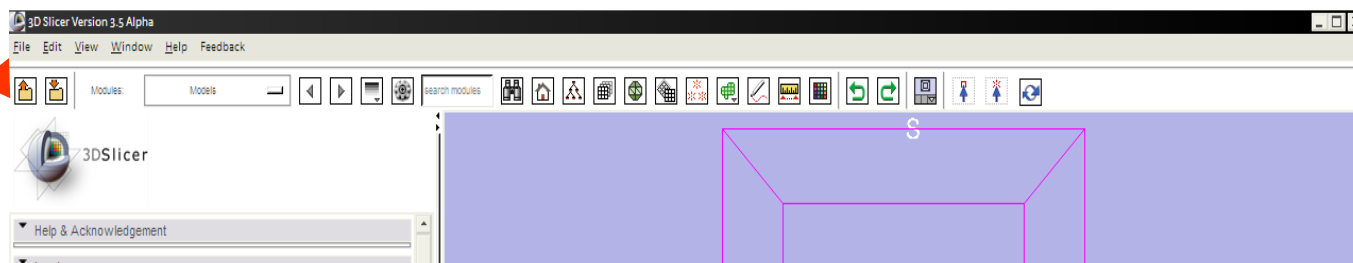 3D Slicer Version 3.5 Alpha
File Edit View Window Help Feedback
Modules: Models search modules
S
3DSlicer
Help & Acknowledgement